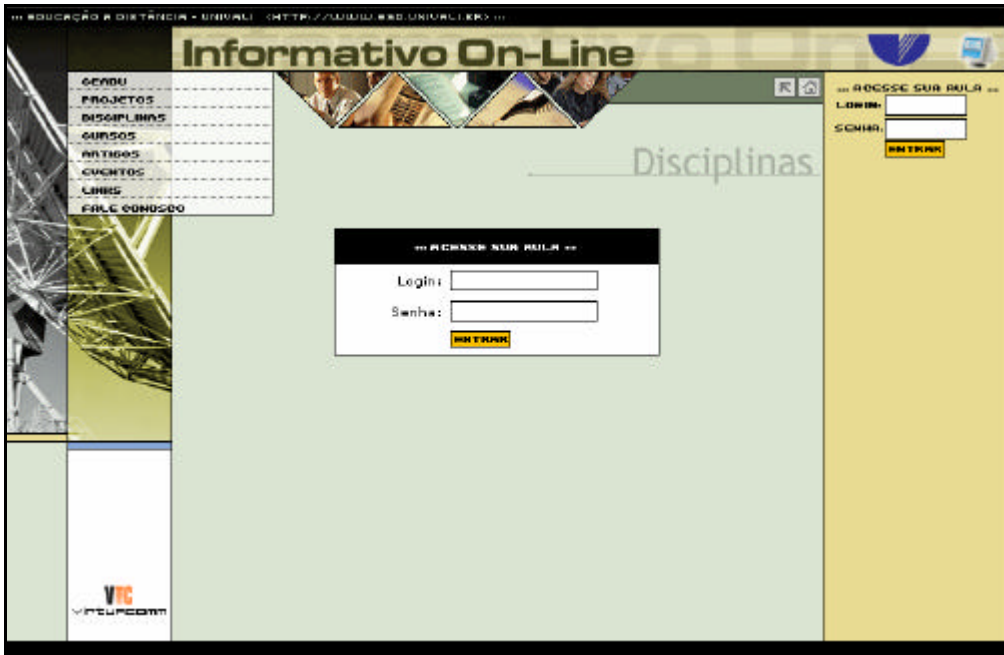 ::: EDUCAÇÃO A DISTÂNCIA - UNIVALI <HTTP://WWW.EAD.UNIVALI.BR> :::
Informativo On-Line
GEADU
PROJETOS
DISCIPLINAS
CURSOS
ARTIGOS
EVENTOS
LINKS
FALE CONOSCO
::: ACESSE SUA AULA :::
LOGIN:
SENHA:
ENTRAR
Disciplinas
::: ACESSE SUA AULA :::
Login:
Senha:
ENTRAR
VTC
VIRTUACOMM